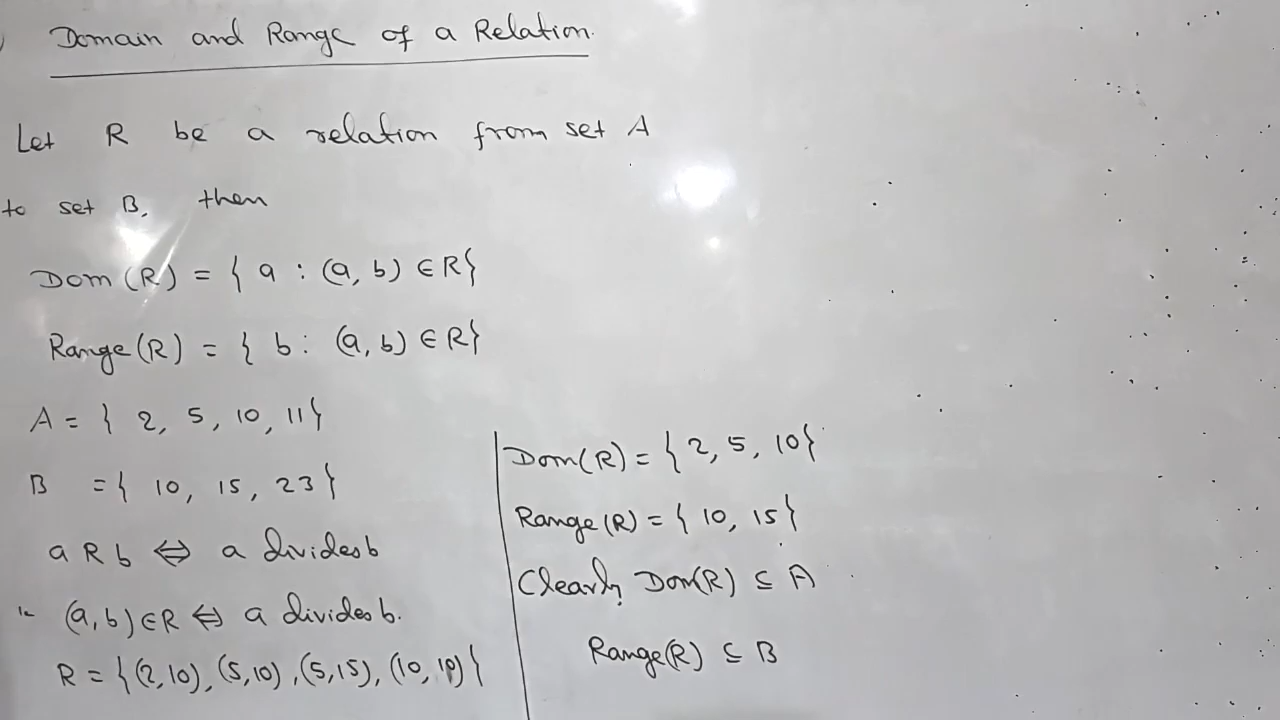 Domain and Range of a Relation.
Let R be a relation from set A
to set B, then
Dom (R) = { a : (a, b) ∈ R}
Range (R) = { b : (a, b) ∈ R}
A = { 2, 5, 10, 11}
B = { 10, 15, 23}
a R b ⇔ a divides b
ie (a, b) ∈ R ⇔ a divides b.
R = {(2, 10), (5, 10), (5, 15), (10, 10)}
Dom(R) = {2, 5, 10}
Range (R) = { 10, 15}
Clearly, Dom(R) ⊆ A
Range(R) ⊆ B